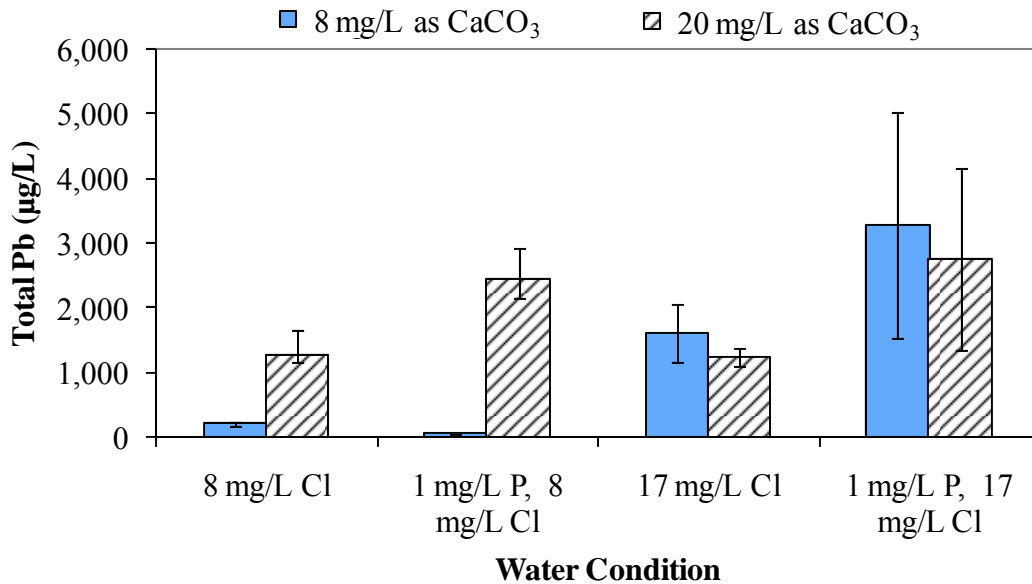 8 mg/L as CaCO₃ 20 mg/L as CaCO₃
6,000
5,000
4,000
3,000
2,000
1,000
0
Total Pb (µg/L)
8 mg/L Cl 1 mg/L P, 8 17 mg/L Cl 1 mg/L P, 17
mg/L Cl mg/L Cl
Water Condition